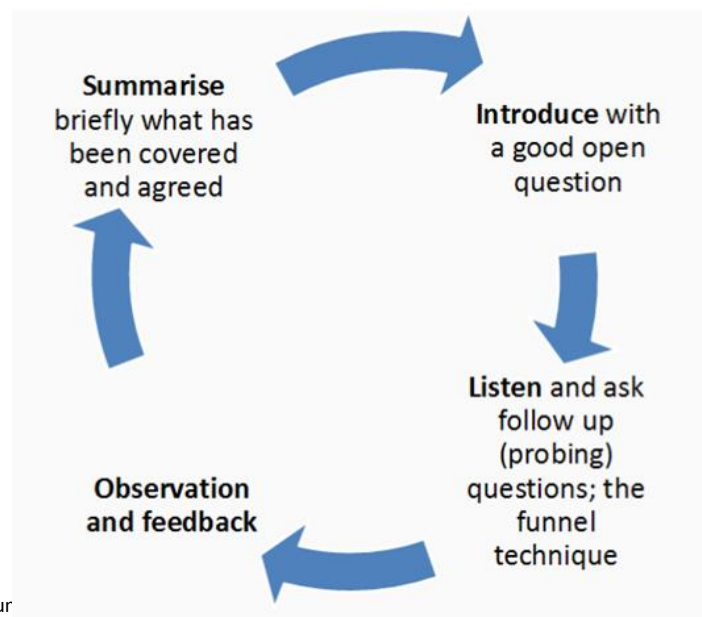 Summarise
briefly what has
been covered
and agreed
Introduce with
a good open
question
Listen and ask
follow up
(probing)
questions; the
funnel
technique
Observation
and feedback